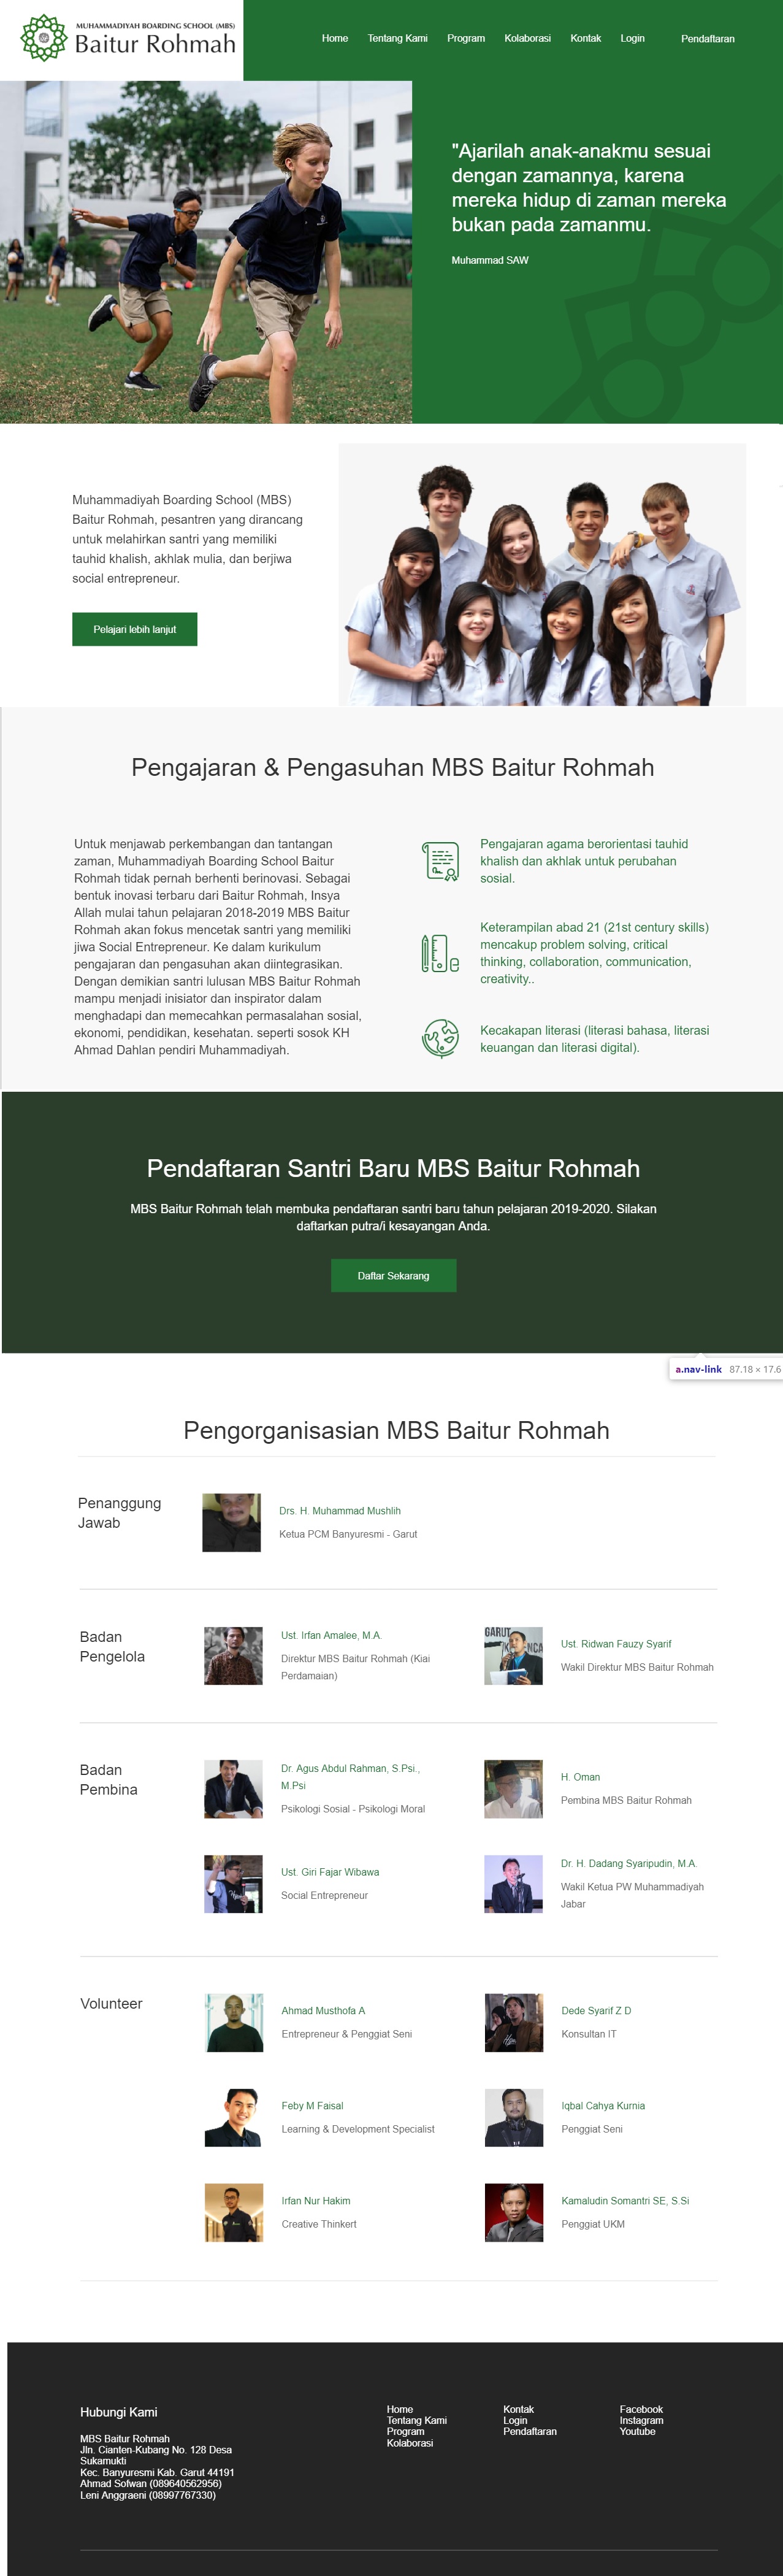 MUHAMMADIYAH BOARDING SCHOOL (MBS)
Baitur Rohmah
Home Tentang Kami Program Kolaborasi Kontak Login Pendaftaran
"Ajarilah anak-anakmu sesuai
dengan zamannya, karena
mereka hidup di zaman mereka
bukan pada zamanmu.
Muhammad SAW
Muhammadiyah Boarding School (MBS)
Baitur Rohmah, pesantren yang dirancang
untuk melahirkan santri yang memiliki
tauhid khalish, akhlak mulia, dan berjiwa
social entrepreneur.
Pelajari lebih lanjut
Pengajaran & Pengasuhan MBS Baitur Rohmah
Untuk menjawab perkembangan dan tantangan
zaman, Muhammadiyah Boarding School Baitur
Rohmah tidak pernah berhenti berinovasi. Sebagai
bentuk inovasi terbaru dari Baitur Rohmah, Insya
Allah mulai tahun pelajaran 2018-2019 MBS Baitur
Rohmah akan fokus mencetak santri yang memiliki
jiwa Social Entrepreneur. Ke dalam kurikulum
pengajaran dan pengasuhan akan diintegrasikan.
Dengan demikian santri lulusan MBS Baitur Rohmah
mampu menjadi inisiator dan inspirator dalam
menghadapi dan memecahkan permasalahan sosial,
ekonomi, pendidikan, kesehatan. seperti sosok KH
Ahmad Dahlan pendiri Muhammadiyah.
Pengajaran agama berorientasi tauhid
khalish dan akhlak untuk perubahan
sosial.
Keterampilan abad 21 (21st century skills)
mencakup problem solving, critical
thinking, collaboration, communication,
creativity..
Kecakapan literasi (literasi bahasa, literasi
keuangan dan literasi digital).
Pendaftaran Santri Baru MBS Baitur Rohmah
MBS Baitur Rohmah telah membuka pendaftaran santri baru tahun pelajaran 2019-2020. Silakan
daftarkan putra/i kesayangan Anda.
Daftar Sekarang
a.nav-link 87.18 × 17.6
Pengorganisasian MBS Baitur Rohmah
Penanggung
Jawab
Drs. H. Muhammad Mushlih
Ketua PCM Banyuresmi - Garut
Badan
Pengelola
Ust. Irfan Amalee, M.A.
Direktur MBS Baitur Rohmah (Kiai
Perdamaian)
GARUT
Ust. Ridwan Fauzy Syarif
Wakil Direktur MBS Baitur Rohmah
Badan
Pembina
Dr. Agus Abdul Rahman, S.Psi.,
M.Psi
Psikologi Sosial - Psikologi Moral
H. Oman
Pembina MBS Baitur Rohmah
Ust. Giri Fajar Wibawa
Social Entrepreneur
Dr. H. Dadang Syaripudin, M.A.
Wakil Ketua PW Muhammadiyah
Jabar
Volunteer
Ahmad Musthofa A
Entrepreneur & Penggiat Seni
Dede Syarif Z D
Konsultan IT
Feby M Faisal
Learning & Development Specialist
Iqbal Cahya Kurnia
Penggiat Seni
Irfan Nur Hakim
Creative Thinkert
Kamaludin Somantri SE, S.Si
Penggiat UKM
Hubungi Kami
MBS Baitur Rohmah
Jln. Cianten-Kubang No. 128 Desa
Sukamukti
Kec. Banyuresmi Kab. Garut 44191
Ahmad Sofwan (089640562956)
Leni Anggraeni (08997767330)
Home
Tentang Kami
Program
Kolaborasi
Kontak
Login
Pendaftaran
Facebook
Instagram
Youtube